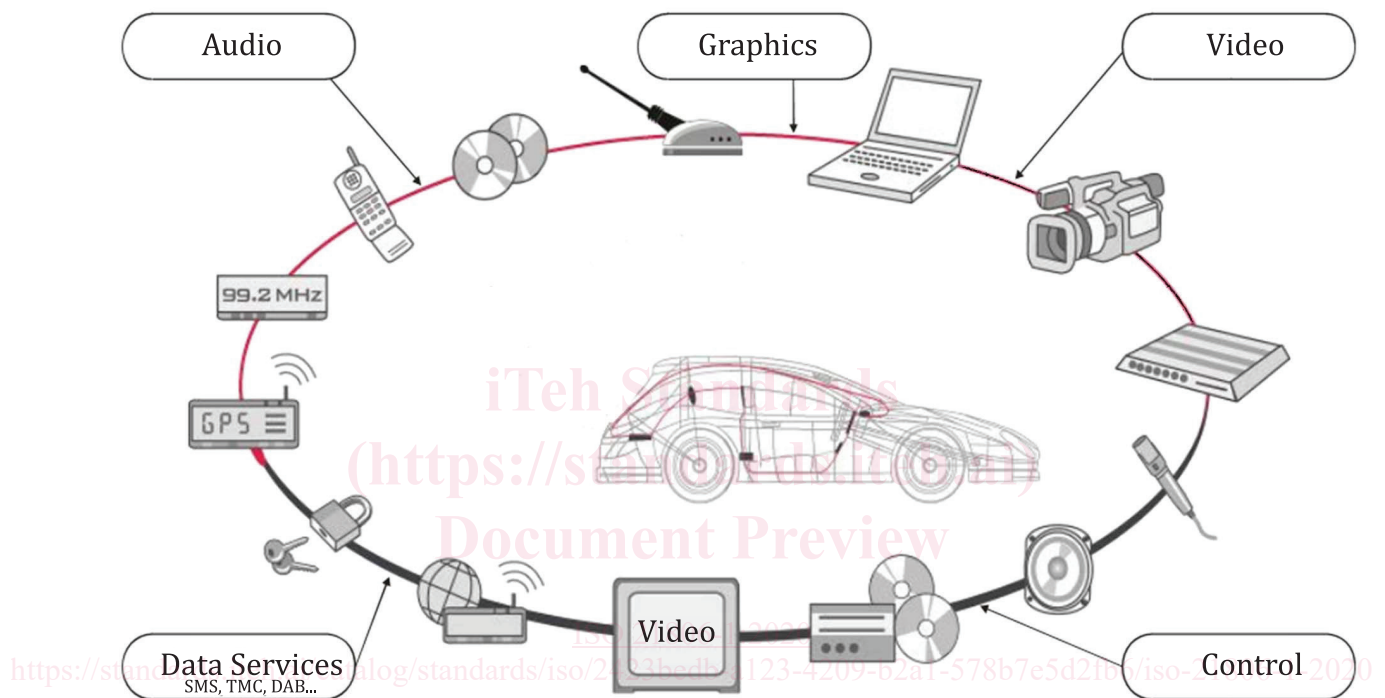 Audio
Graphics
Video
99.2 MHz
GPS
iTeh Standards
(https://standards.iteh.ai)
Document Preview
Video
Data Services
SMS, TMC, DAB...
Control